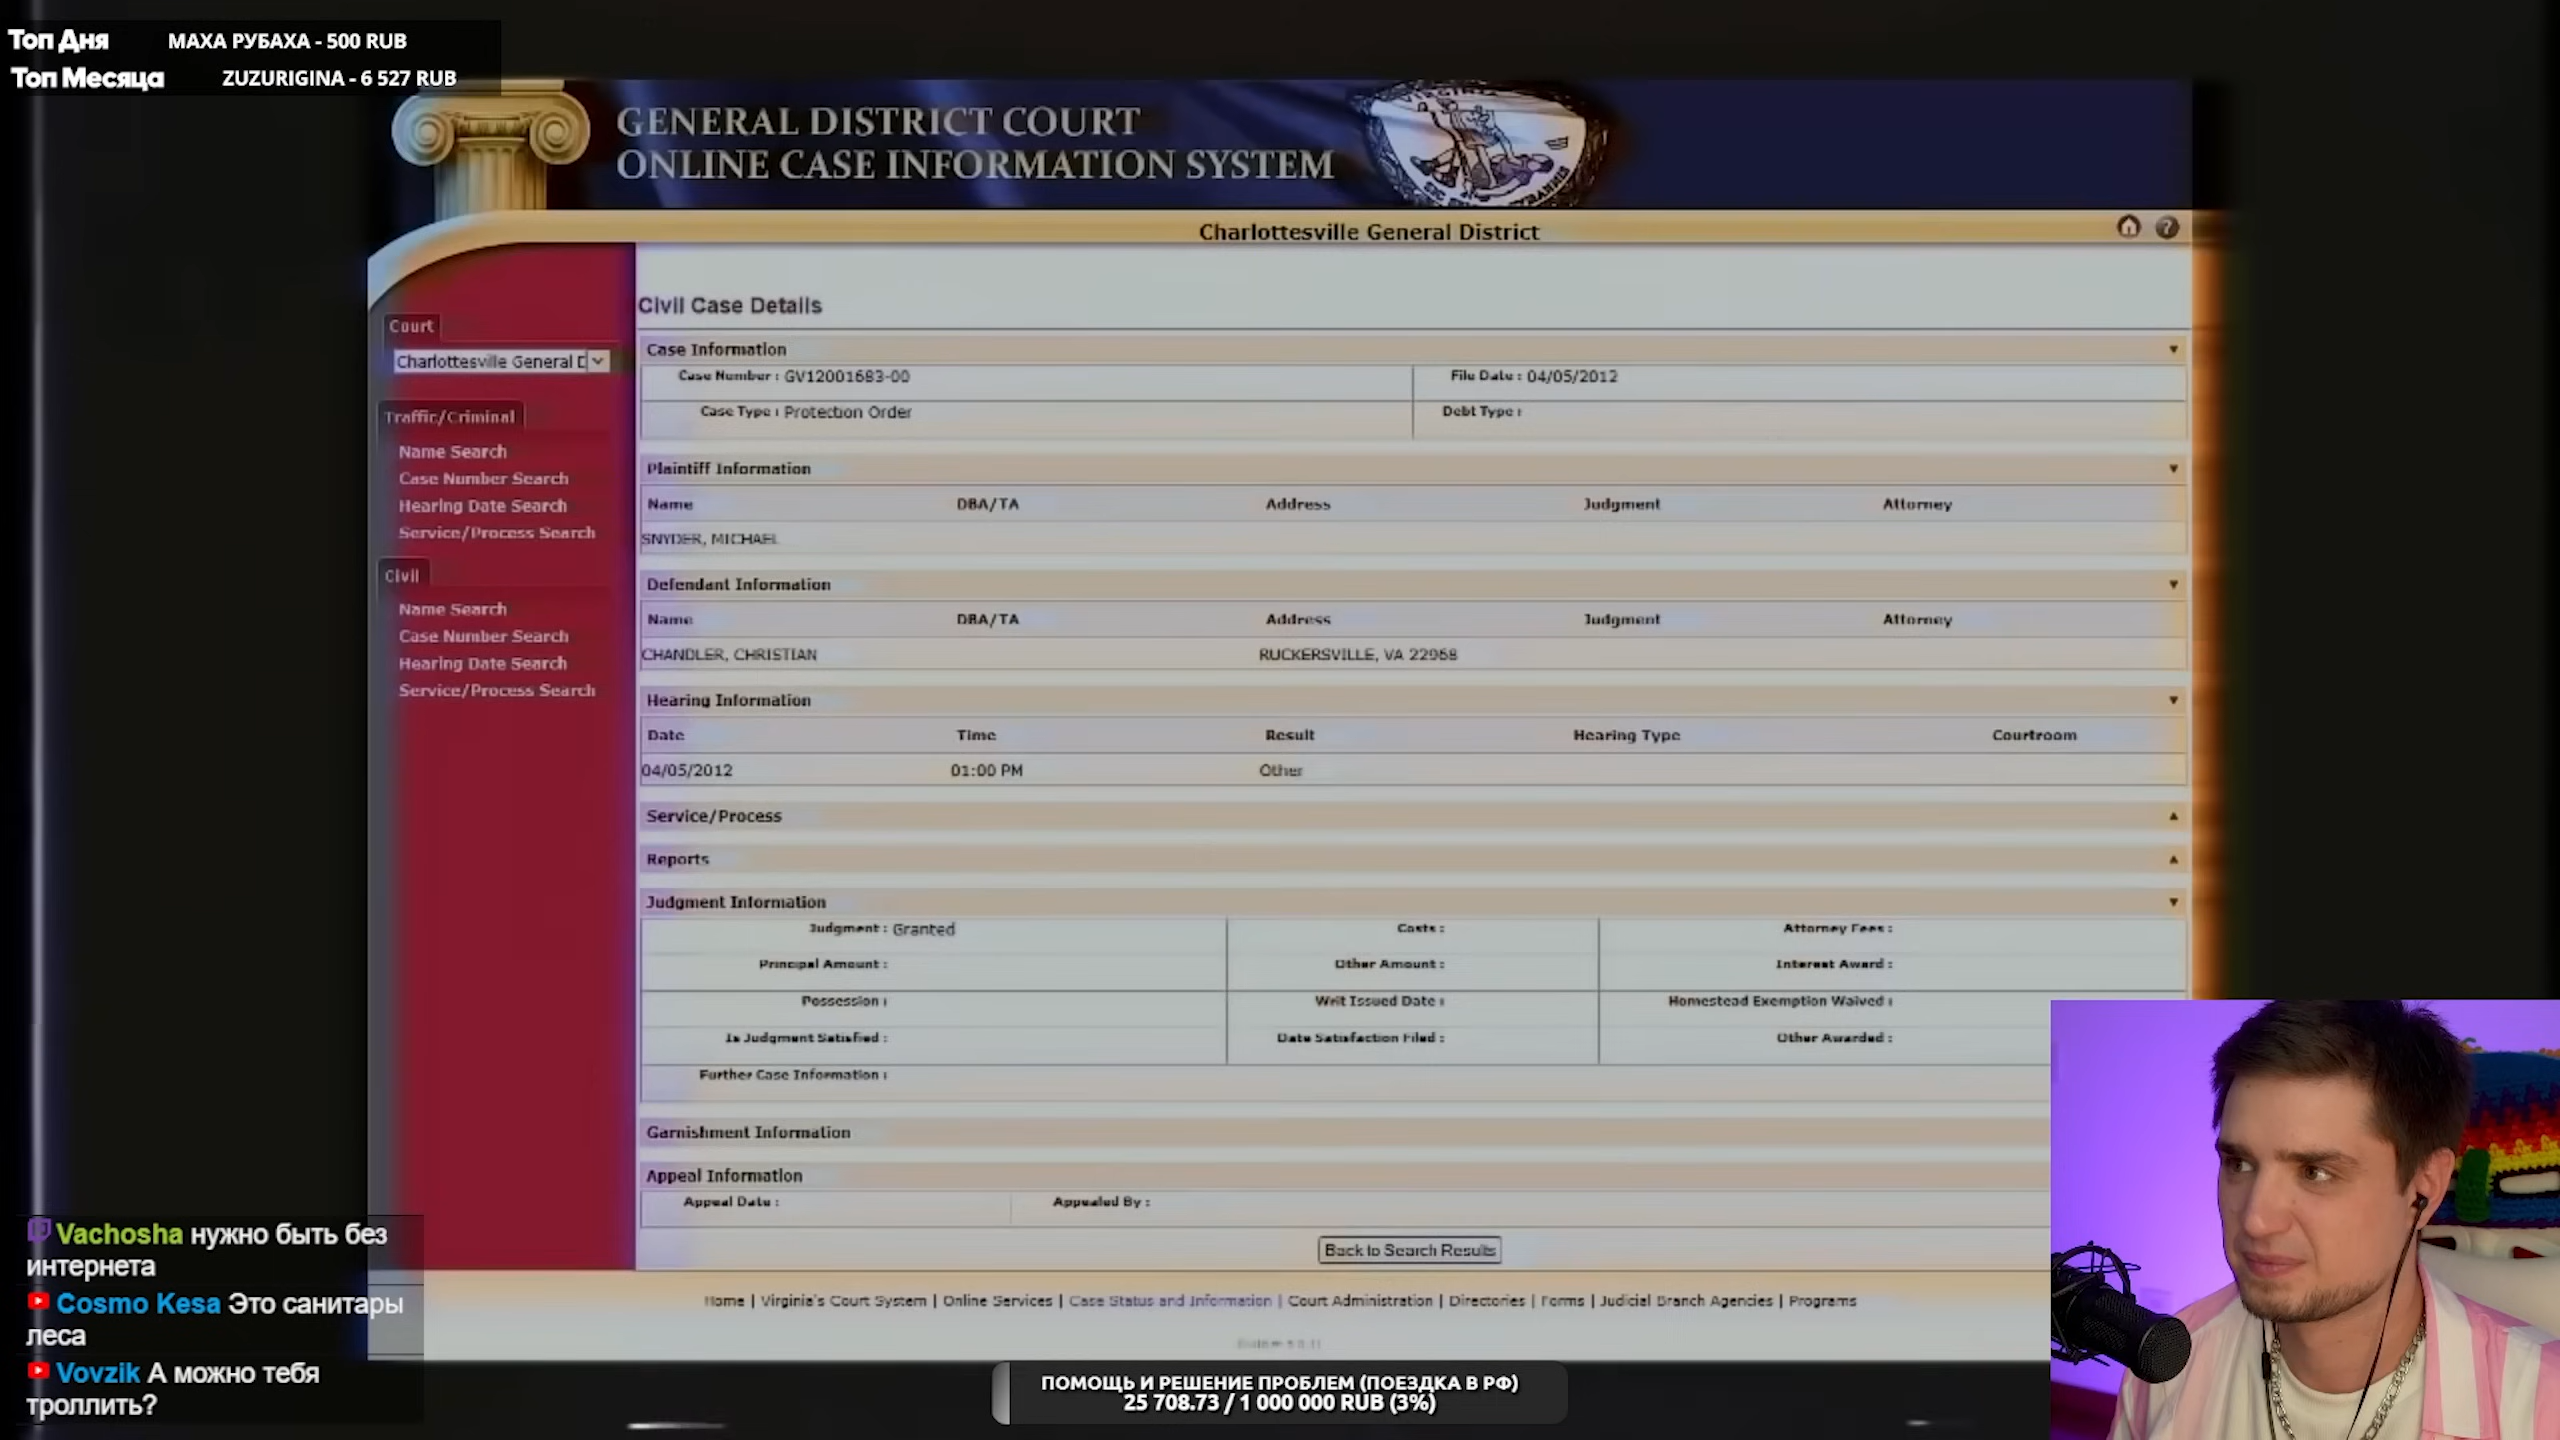 Топ Дня МАХА РУБАХА - 500 RUB
Топ Месяца ZUZURIGINA - 6 527 RUB
GENERAL DISTRICT COURT
ONLINE CASE INFORMATION SYSTEM
Charlottesville General District
Civil Case Details
Court
Charlottesville General D
Traffic/Criminal
Name Search
Case Number Search
Hearing Date Search
Service/Process Search
Civil
Name Search
Case Number Search
Hearing Date Search
Service/Process Search
Case Information
Case Number : GV12001683-00 File Date : 04/05/2012
Case Type : Protection Order Debt Type :
Plaintiff Information
Name DBA/TA Address Judgment Attorney
SNYDER, MICHAEL
Defendant Information
Name DBA/TA Address Judgment Attorney
CHANDLER, CHRISTIAN RUCKERSVILLE, VA 22968
Hearing Information
Date Time Result Hearing Type Courtroom
04/05/2012 01:00 PM Other
Service/Process
Reports
Judgment Information
Judgment : Granted Costs : Attorney Fees :
Principal Amount : Other Amount : Interest Award :
Possession : Writ Issued Date : Homestead Exemption Waived :
Is Judgment Satisfied : Date Satisfaction Filed : Other Awarded :
Further Case Information :
Garnishment Information
Appeal Information
Appeal Date : Appealed By :
Back to Search Results
Home | Virginia's Court System | Online Services | Case Status and Information | Court Administration | Directories | Forms | Judicial Branch Agencies | Programs
Vachosha нужно быть без
интернета
Cosmo Kesa Это санитары
леса
Vovzik А можно тебя
троллить?
ПОМОЩЬ И РЕШЕНИЕ ПРОБЛЕМ (ПОЕЗДКА В РФ)
25 708.73 / 1 000 000 RUB (3%)